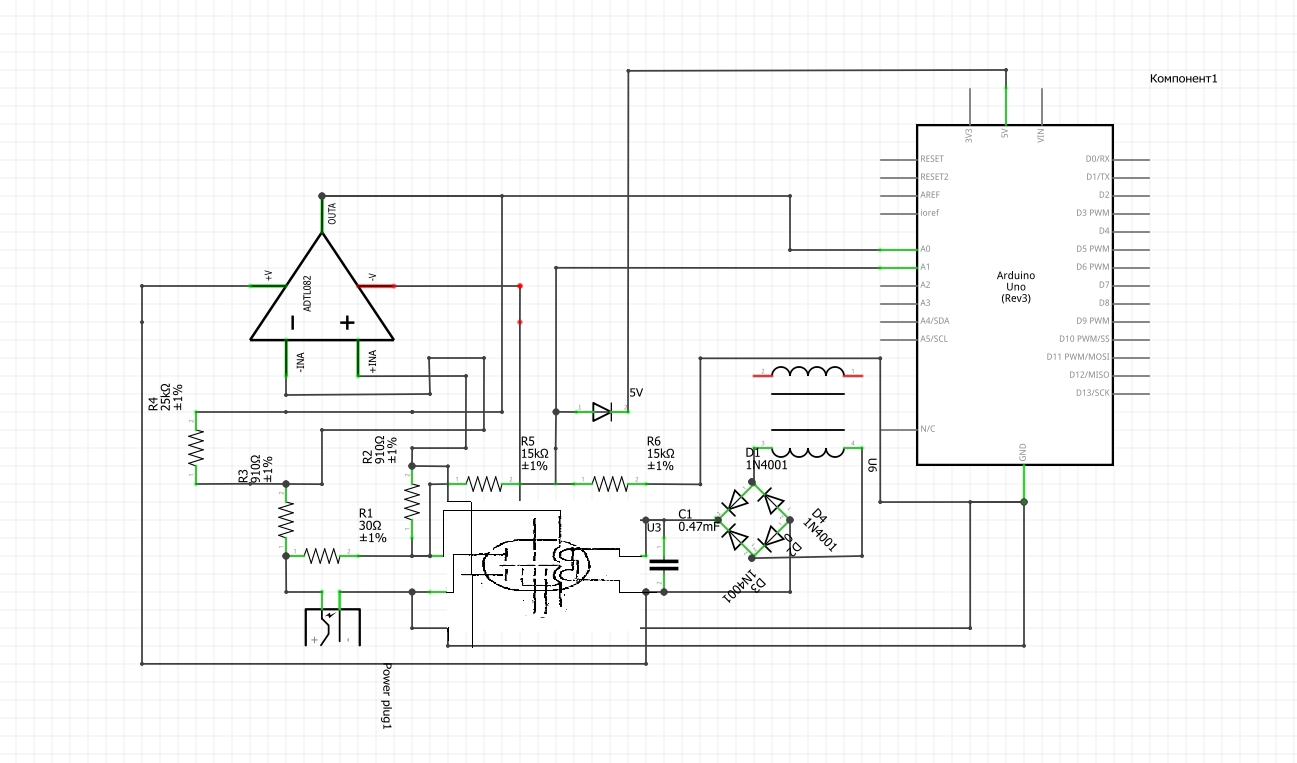 Компонент1
3V3
5V
VIN
RESET
D0/RX
RESET2
D1/TX
AREF
D2
ioref
D3 PWM
D4
A0
D5 PWM
A1
D6 PWM
A2
D7
A3
D8
A4/SDA
D9 PWM
A5/SCL
D10 PWM/SS
D11 PWM/MOSI
D12/MISO
D13/SCK
N/C
GND
Arduino
Uno
(Rev3)
OUTA
+V
-V
ADTL082
-INA
+INA
R4
25kΩ
±1%
R3
910Ω
±1%
R2
910Ω
±1%
R1
30Ω
±1%
R5
15kΩ
±1%
R6
15kΩ
±1%
5V
2
1
3
4
U6
D1
1N4001
D4
1N4001
D2
D3
1N4001
U3
C1
0.47mF
+
-
Power plug1